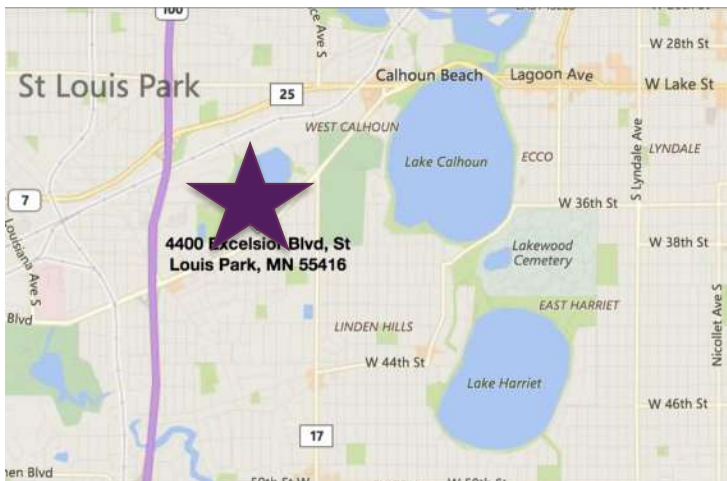 100
W 28th St
St Louis Park
Calhoun Beach
Lagoon Ave
W Lake St
25
WEST CALHOUN
Lake Calhoun
ECCO
LYNDALE
S Lyndale Ave
7
W 36th St
Louisiana Ave S
4400 Excelsior Blvd, St
Louis Park, MN 55416
Lakewood
Cemetery
W 38th St
EAST HARRIET
Blvd
LINDEN HILLS
W 44th St
Lake Harriet
Nicollet Ave S
W 46th St
17